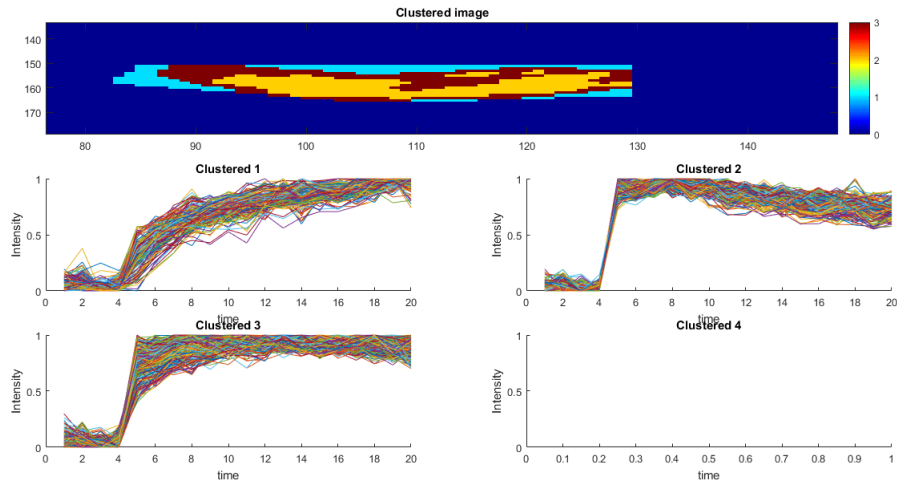 Clustered image
140
150
160
170
80 90 100 110 120 130 140
3
2
1
0
Clustered 1
Intensity
1
0.5
0
0 2 4 6 8 10 12 14 16 18 20
time
Clustered 2
Intensity
1
0.5
0
0 2 4 6 8 10 12 14 16 18 20
time
Clustered 3
Intensity
1
0.5
0
0 2 4 6 8 10 12 14 16 18 20
time
Clustered 4
Intensity
1
0.5
0
0 0.1 0.2 0.3 0.4 0.5 0.6 0.7 0.8 0.9 1
time